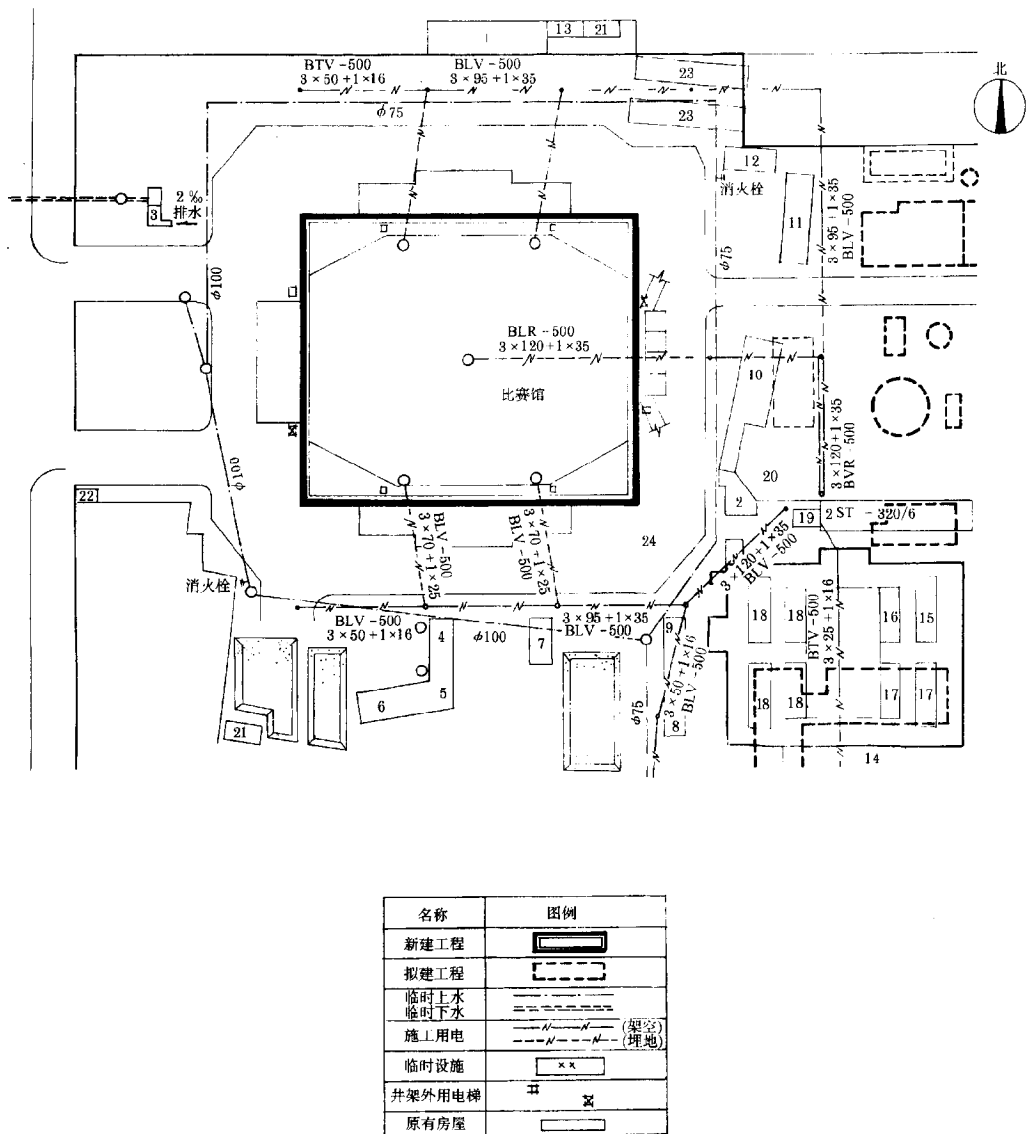 13 21
北
BTV-500
3×50+1×16
BLV-500
3×95+1×35
23
φ75
23
12
消火栓
2‰
排水
3
11
3×95+1×35
BLV-500
φ75
φ100
BLR-500
3×120+1×35
比赛馆
10
3×120+1×35
BVR-500
20
22
2
19
2
ST-320/6
φ100
BLV-500
3×70+1×25
3×70+1×25
BLV-500
24
3×120+1×35
BLV-500
消火栓
BLV-500
3×50+1×16
φ100
3×95+1×35
BLV-500
4
7
9
5
6
21
3×50+1×16
BLV-500
φ75
8
18
18
BTV-500
3×25+1×16
16
15
18
18
17
17
14
名称 图例
新建工程
拟建工程
临时上水
临时下水
施工用电 (架空)
(埋地)
临时设施 ××
井架外用电梯
原有房屋